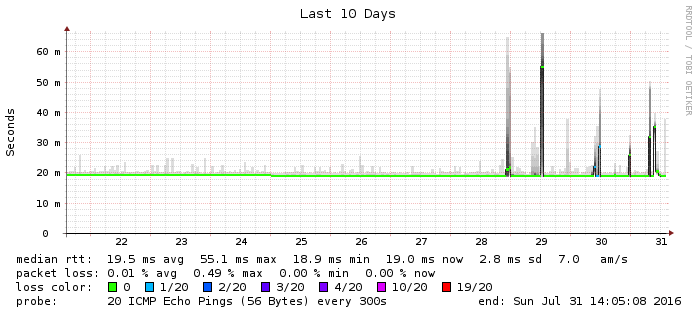 Last 10 Days
RRDTOOL / TOBI OETIKER
Seconds
60 m
50 m
40 m
30 m
20 m
10 m
0
22 23 24 25 26 27 28 29 30 31
median rtt: 19.5 ms avg 55.1 ms max 18.9 ms min 19.0 ms now 2.8 ms sd 7.0 am/s
packet loss: 0.01 % avg 0.49 % max 0.00 % min 0.00 % now
loss color: 0 1/20 2/20 3/20 4/20 10/20 19/20
probe: 20 ICMP Echo Pings (56 Bytes) every 300s end: Sun Jul 31 14:05:08 2016